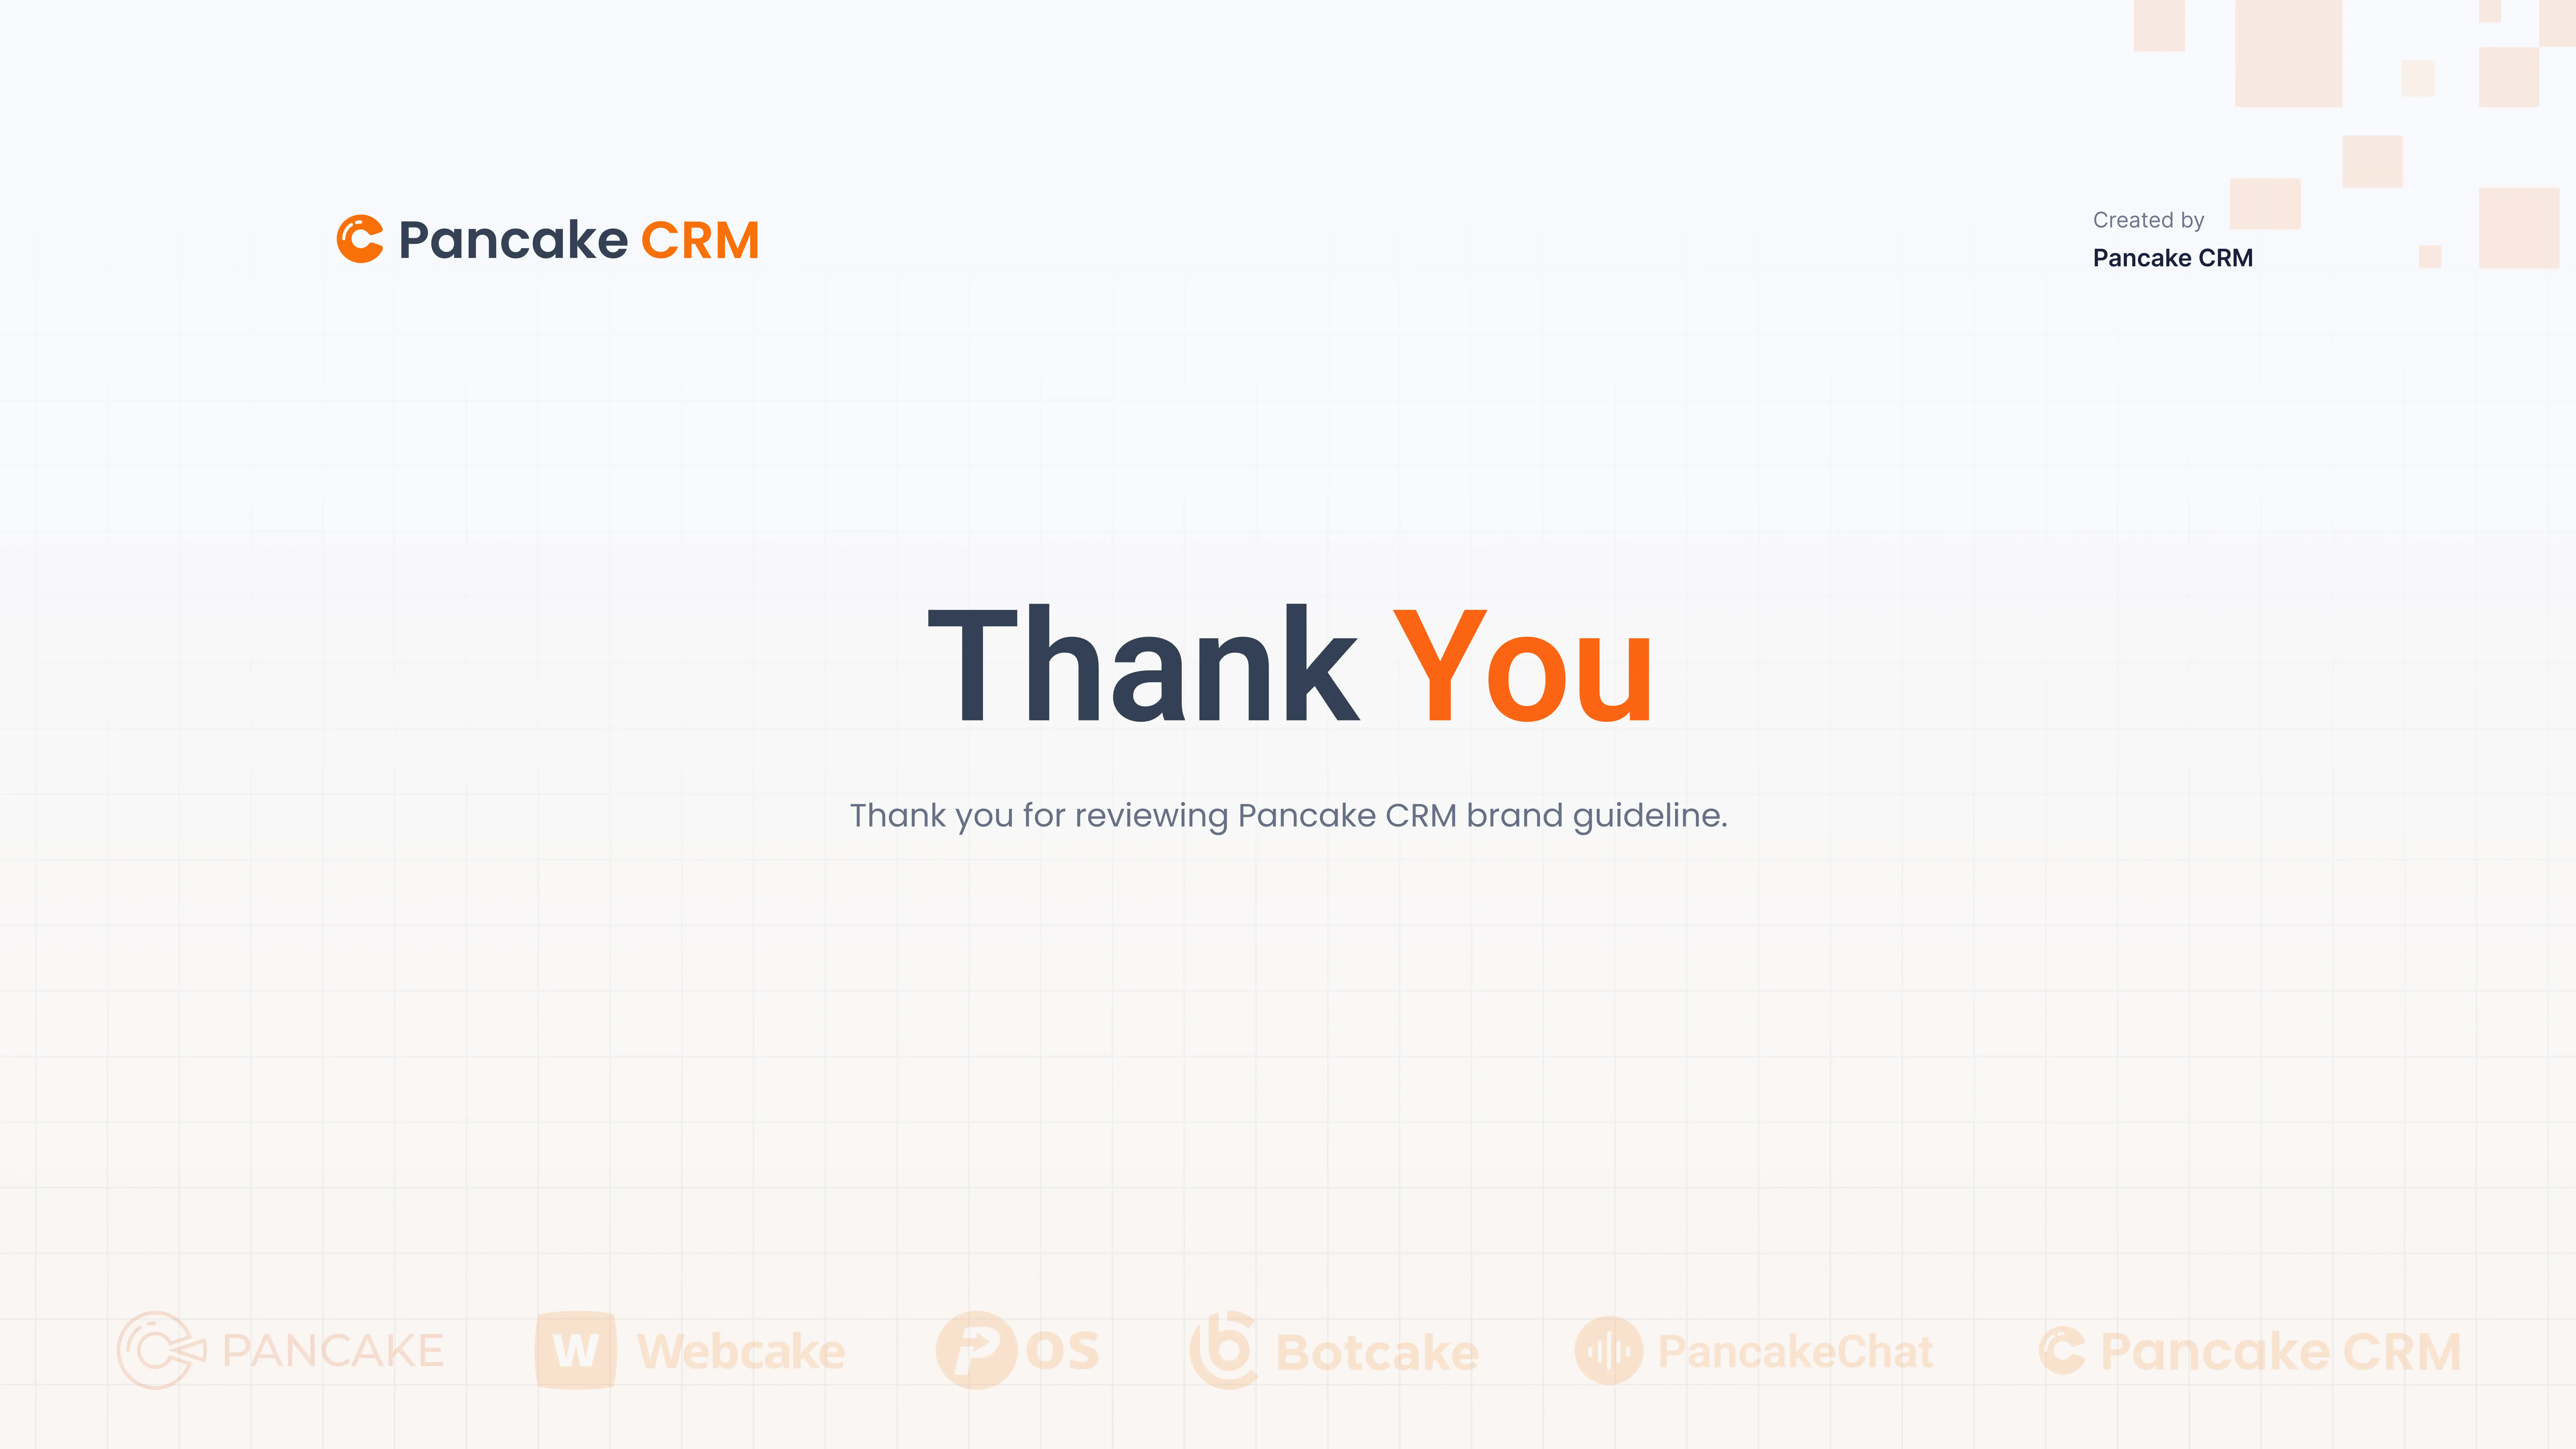 Pancake CRM
Created by
Pancake CRM
Thank You
Thank you for reviewing Pancake CRM brand guideline.
PANCAKE
W Webcake
POS
Botcake
PancakeChat
Pancake CRM